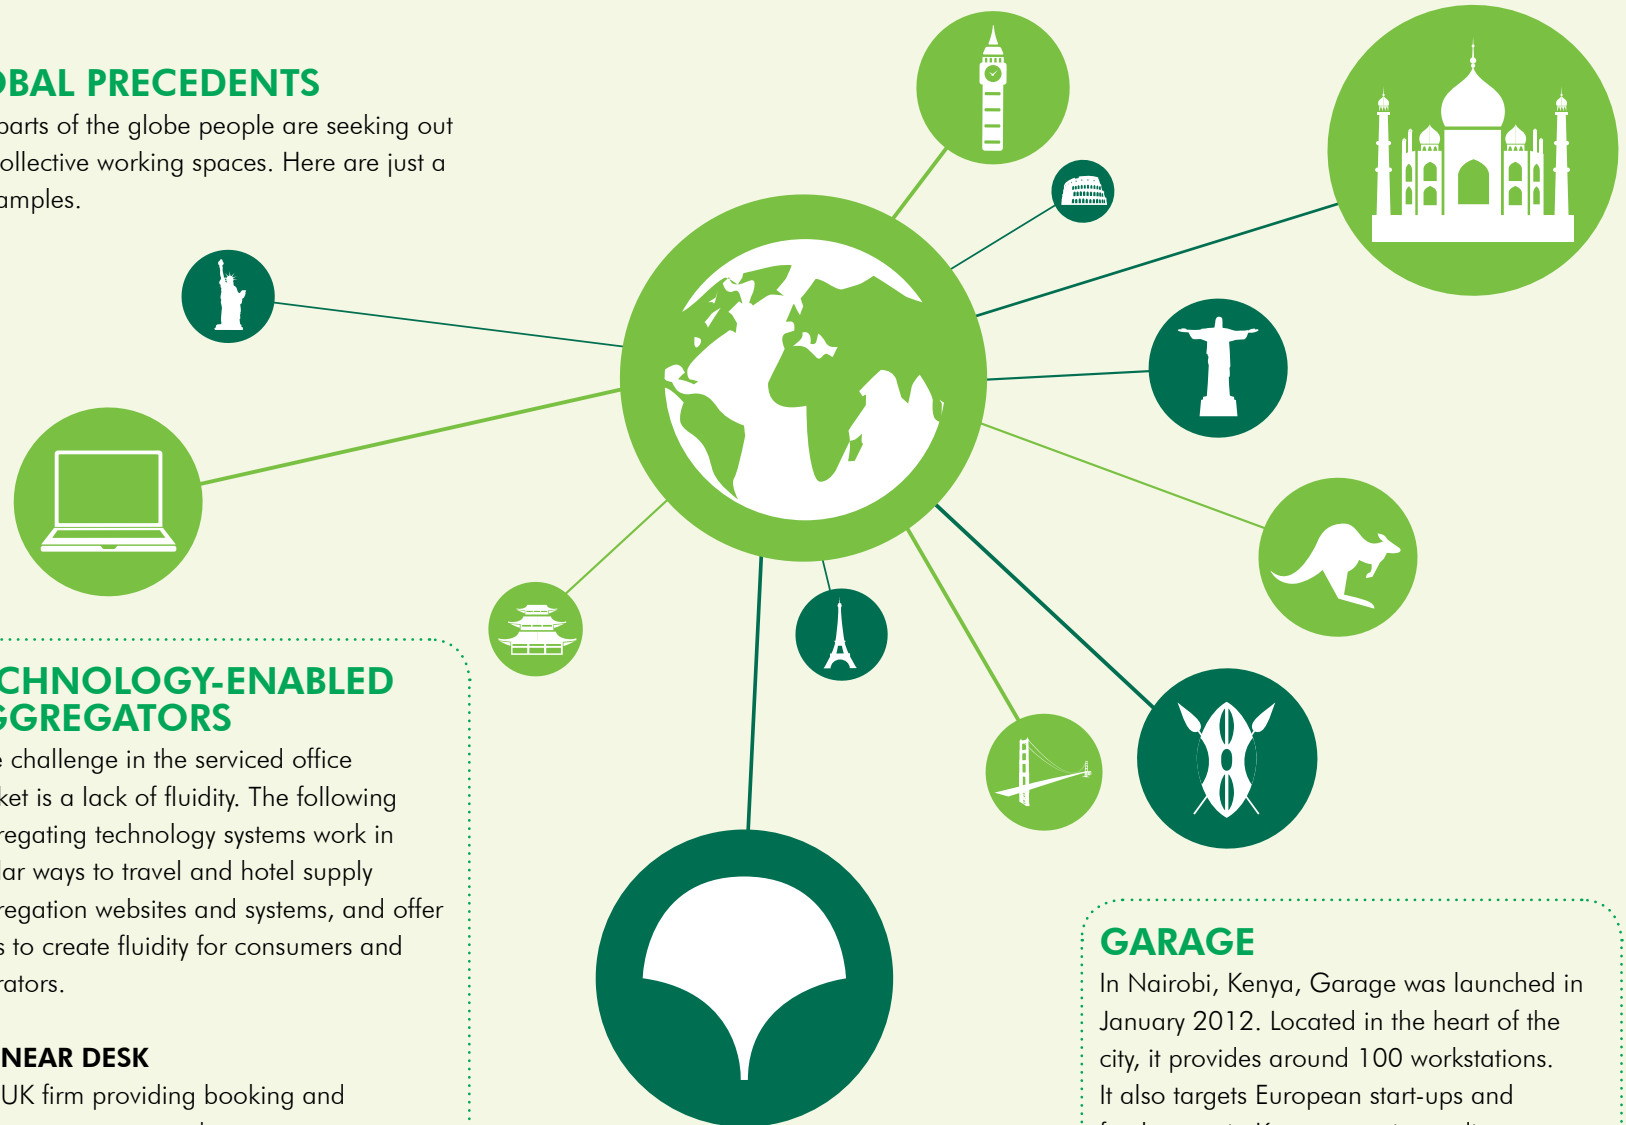 OBAL PRECEDENTS
parts of the globe people are seeking out
ollective working spaces. Here are just a
amples.
CHNOLOGY-ENABLED
GGREGATORS
e challenge in the serviced office
ket is a lack of fluidity. The following
regating technology systems work in
lar ways to travel and hotel supply
regation websites and systems, and offer
s to create fluidity for consumers and
rators.
NEAR DESK
UK firm providing booking and
GARAGE
In Nairobi, Kenya, Garage was launched in
January 2012. Located in the heart of the
city, it provides around 100 workstations.
It also targets European start-ups and